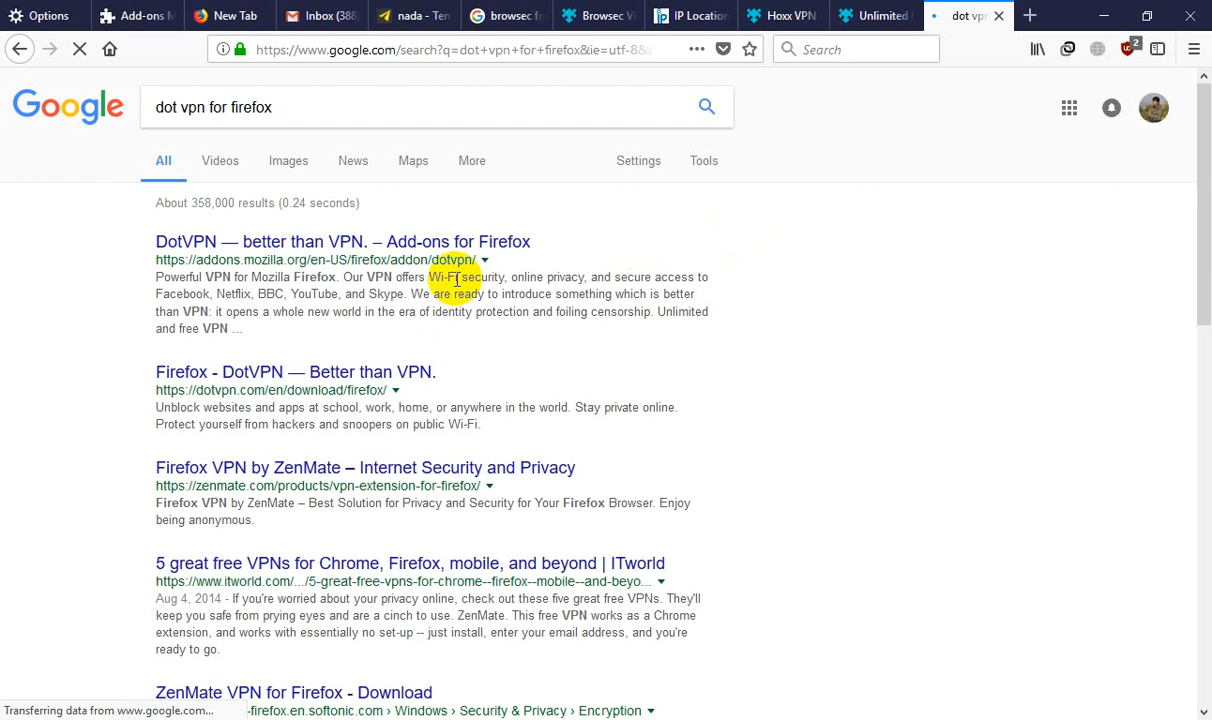 Options
Add-ons M
New Tab
Inbox (388
nada - Ten
browsec fr
Browsec V
IP Location
Hoxx VPN
Unlimited
dot vpn
https://www.google.com/search?q=dot+vpn+for+firefox&ie=utf-8&
Search
2
Google
dot vpn for firefox
All
Videos
Images
News
Maps
More
Settings
Tools
About 358,000 results (0.24 seconds)
DotVPN — better than VPN. – Add-ons for Firefox
https://addons.mozilla.org/en-US/firefox/addon/dotvpn/
Powerful VPN for Mozilla Firefox. Our VPN offers Wi-Fi security, online privacy, and secure access to
Facebook, Netflix, BBC, YouTube, and Skype. We are ready to introduce something which is better
than VPN: it opens a whole new world in the era of identity protection and foiling censorship. Unlimited
and free VPN ...
Firefox - DotVPN — Better than VPN.
https://dotvpn.com/en/download/firefox/
Unblock websites and apps at school, work, home, or anywhere in the world. Stay private online.
Protect yourself from hackers and snoopers on public Wi-Fi.
Firefox VPN by ZenMate – Internet Security and Privacy
https://zenmate.com/products/vpn-extension-for-firefox/
Firefox VPN by ZenMate – Best Solution for Privacy and Security for Your Firefox Browser. Enjoy
being anonymous.
5 great free VPNs for Chrome, Firefox, mobile, and beyond | ITworld
https://www.itworld.com/.../5-great-free-vpns-for-chrome--firefox--mobile--and-beyo...
Aug 4, 2014 - If you're worried about your privacy online, check out these five great free VPNs. They'll
keep you safe from prying eyes and are a cinch to use. ZenMate. This free VPN works as a Chrome
extension, and works with essentially no set-up -- just install, enter your email address, and you're
ready to go.
ZenMate VPN for Firefox - Download
-firefox.en.softonic.com › Windows › Security & Privacy › Encryption
Transferring data from www.google.com...